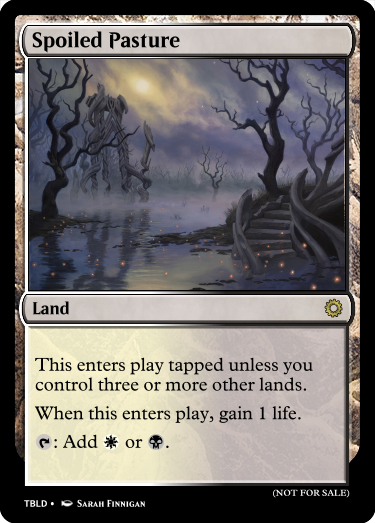 Spoiled Pasture
Land
This enters play tapped unless you
control three or more other lands.
When this enters play, gain 1 life.
: Add or .
(NOT FOR SALE)
TBLD • Sarah Finnigan